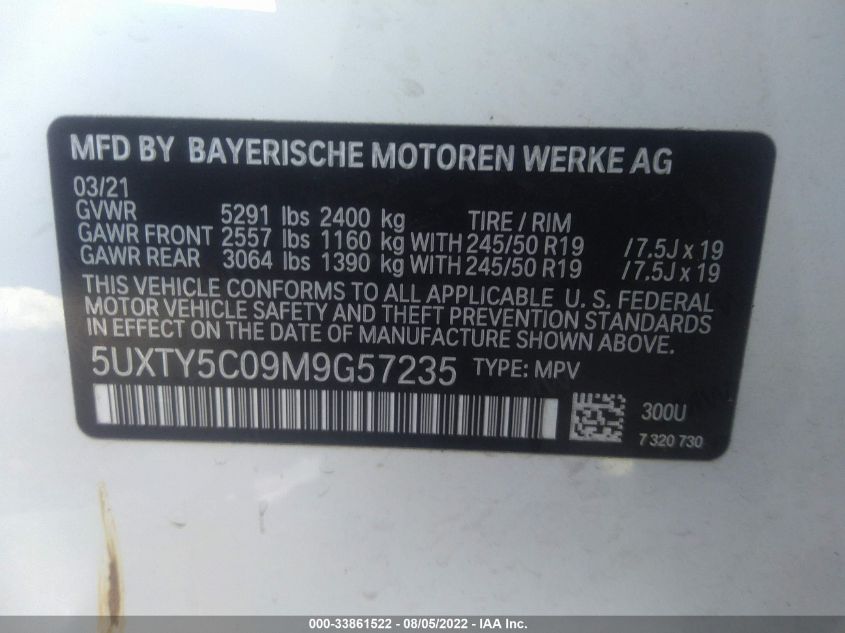 MFD BY BAYERISCHE MOTOREN WERKE AG
03/21
GVWR 5291 lbs 2400 kg TIRE / RIM
GAWR FRONT 2557 lbs 1160 kg WITH 245/50 R19 / 7.5J x 19
GAWR REAR 3064 lbs 1390 kg WITH 245/50 R19 / 7.5J x 19
THIS VEHICLE CONFORMS TO ALL APPLICABLE U. S. FEDERAL
MOTOR VEHICLE SAFETY AND THEFT PREVENTION STANDARDS
IN EFFECT ON THE DATE OF MANUFACTURE SHOWN ABOVE.
5UXTY5C09M9G57235 TYPE: MPV
300U
7 320 730
000-33861522 - 08/05/2022 - IAA Inc.